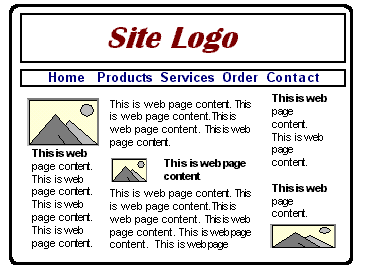 Site Logo
Home Products Services Order Contact
This is web
page content.
This is web
page content.
This is web
page content.
This is web
page content.
This is web page content. This
is web page content.This is
web page content. This is web
page content.
This is web page
content
This is web page content. This
is web page content.This is
web page content. This is web
page content. This is web page
content. This is web page
This is web
page
content.
This is web
page
content.
This is web
page
content.